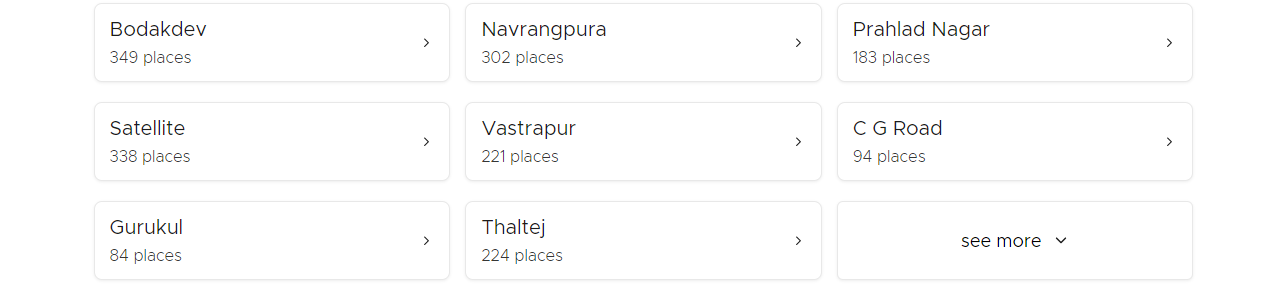 Bodakdev
349 places
Navrangpura
302 places
Prahlad Nagar
183 places
Satellite
338 places
Vastrapur
221 places
C G Road
94 places
Gurukul
84 places
Thaltej
224 places
see more